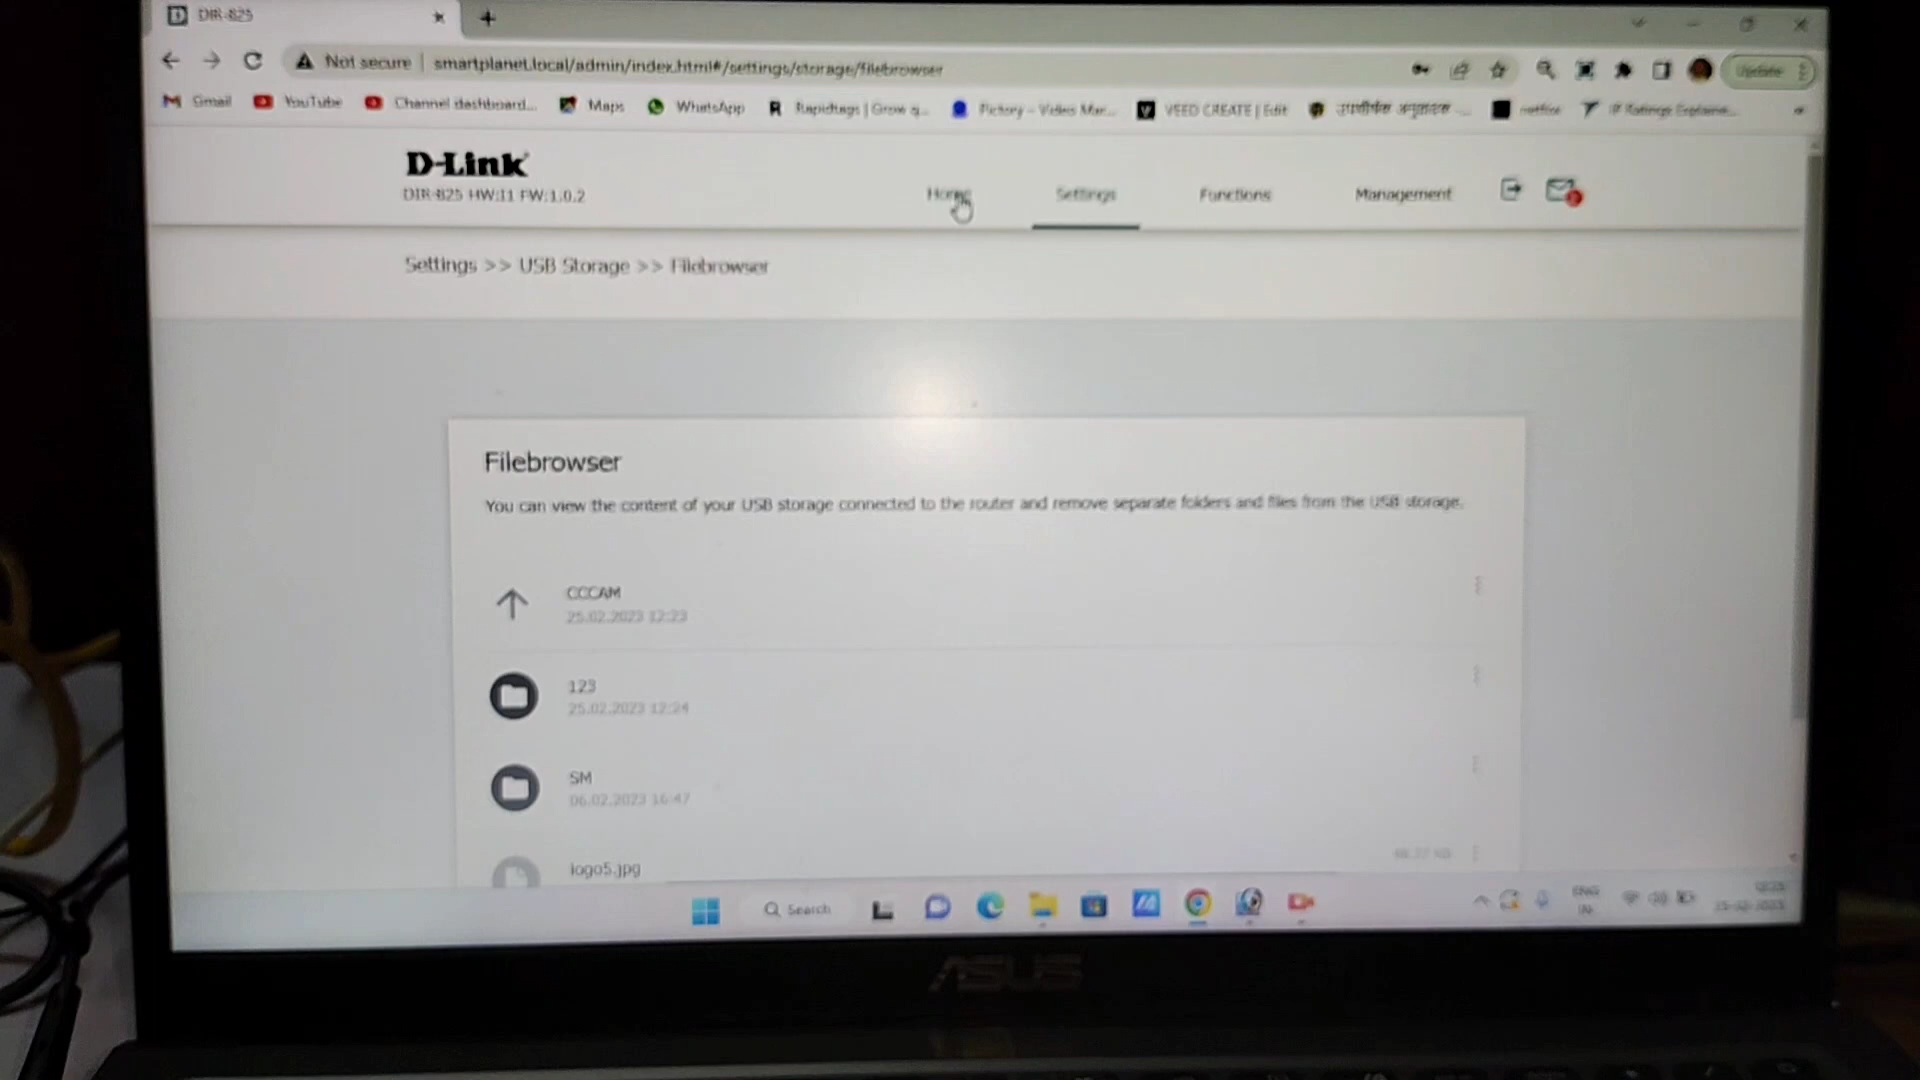 DIR-825
Not secure | smartplanet.local/admin/index.html#/settings/storage/filebrowser
Gmail YouTube Channel dashboard... Maps WhatsApp Rapidtags | Grow y... Pictory – Video Mar... VEED CREATE | Edit netflix
D-Link
DIR-825 HW:I1 FW:1.0.2
Home Settings Functions Management
Settings >> USB Storage >> Filebrowser
Filebrowser
You can view the content of your USB storage connected to the router and remove separate folders and files from the USB storage.
CCCAM
25.02.2023 12:23
123
25.02.2023 12:24
SM
06.02.2023 16:47
logo5.jpg
Search
ENG
IN
ASUS